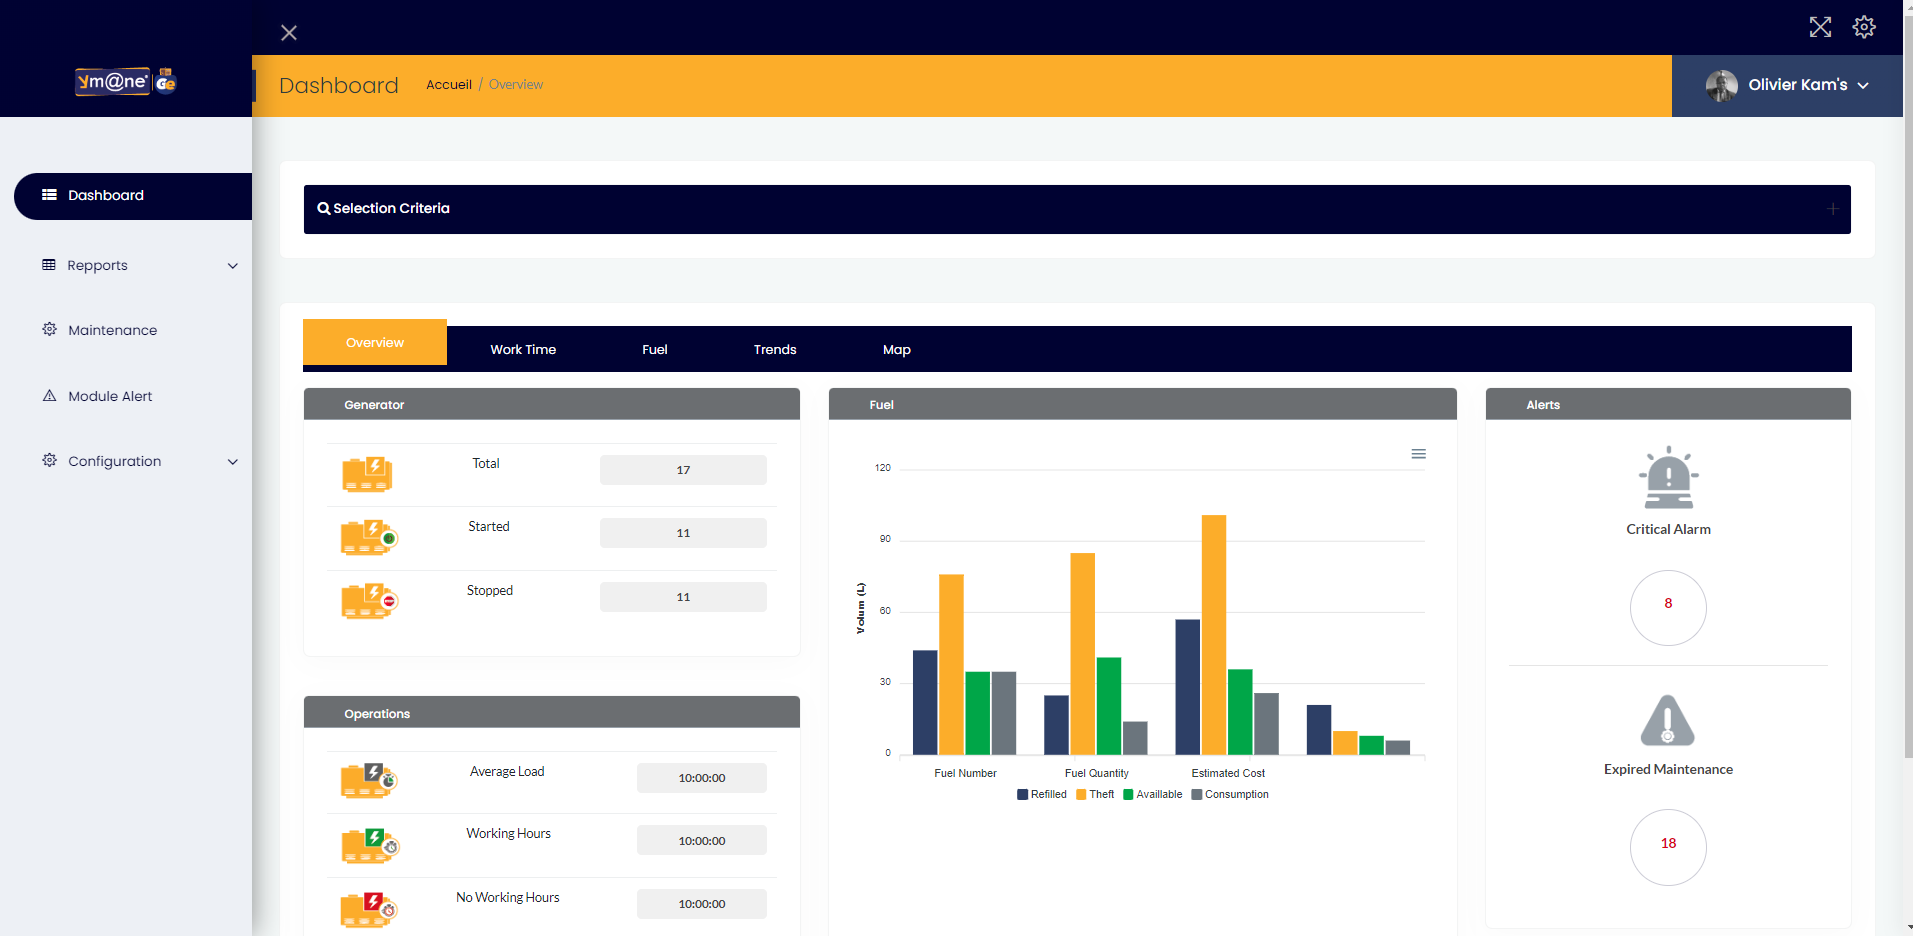 ym@ne Ge
Dashboard
Accueil / Overview
Olivier Kam's
Dashboard
Repports
Maintenance
Module Alert
Configuration
Selection Criteria
Overview
Work Time
Fuel
Trends
Map
Generator
Total
17
Started
11
Stopped
11
Operations
Average Load
10:00:00
Working Hours
10:00:00
No Working Hours
10:00:00
Fuel
120
90
60
30
0
Volum (L)
Fuel Number
Fuel Quantity
Estimated Cost
Refilled
Theft
Availlable
Consumption
Alerts
Critical Alarm
8
Expired Maintenance
18